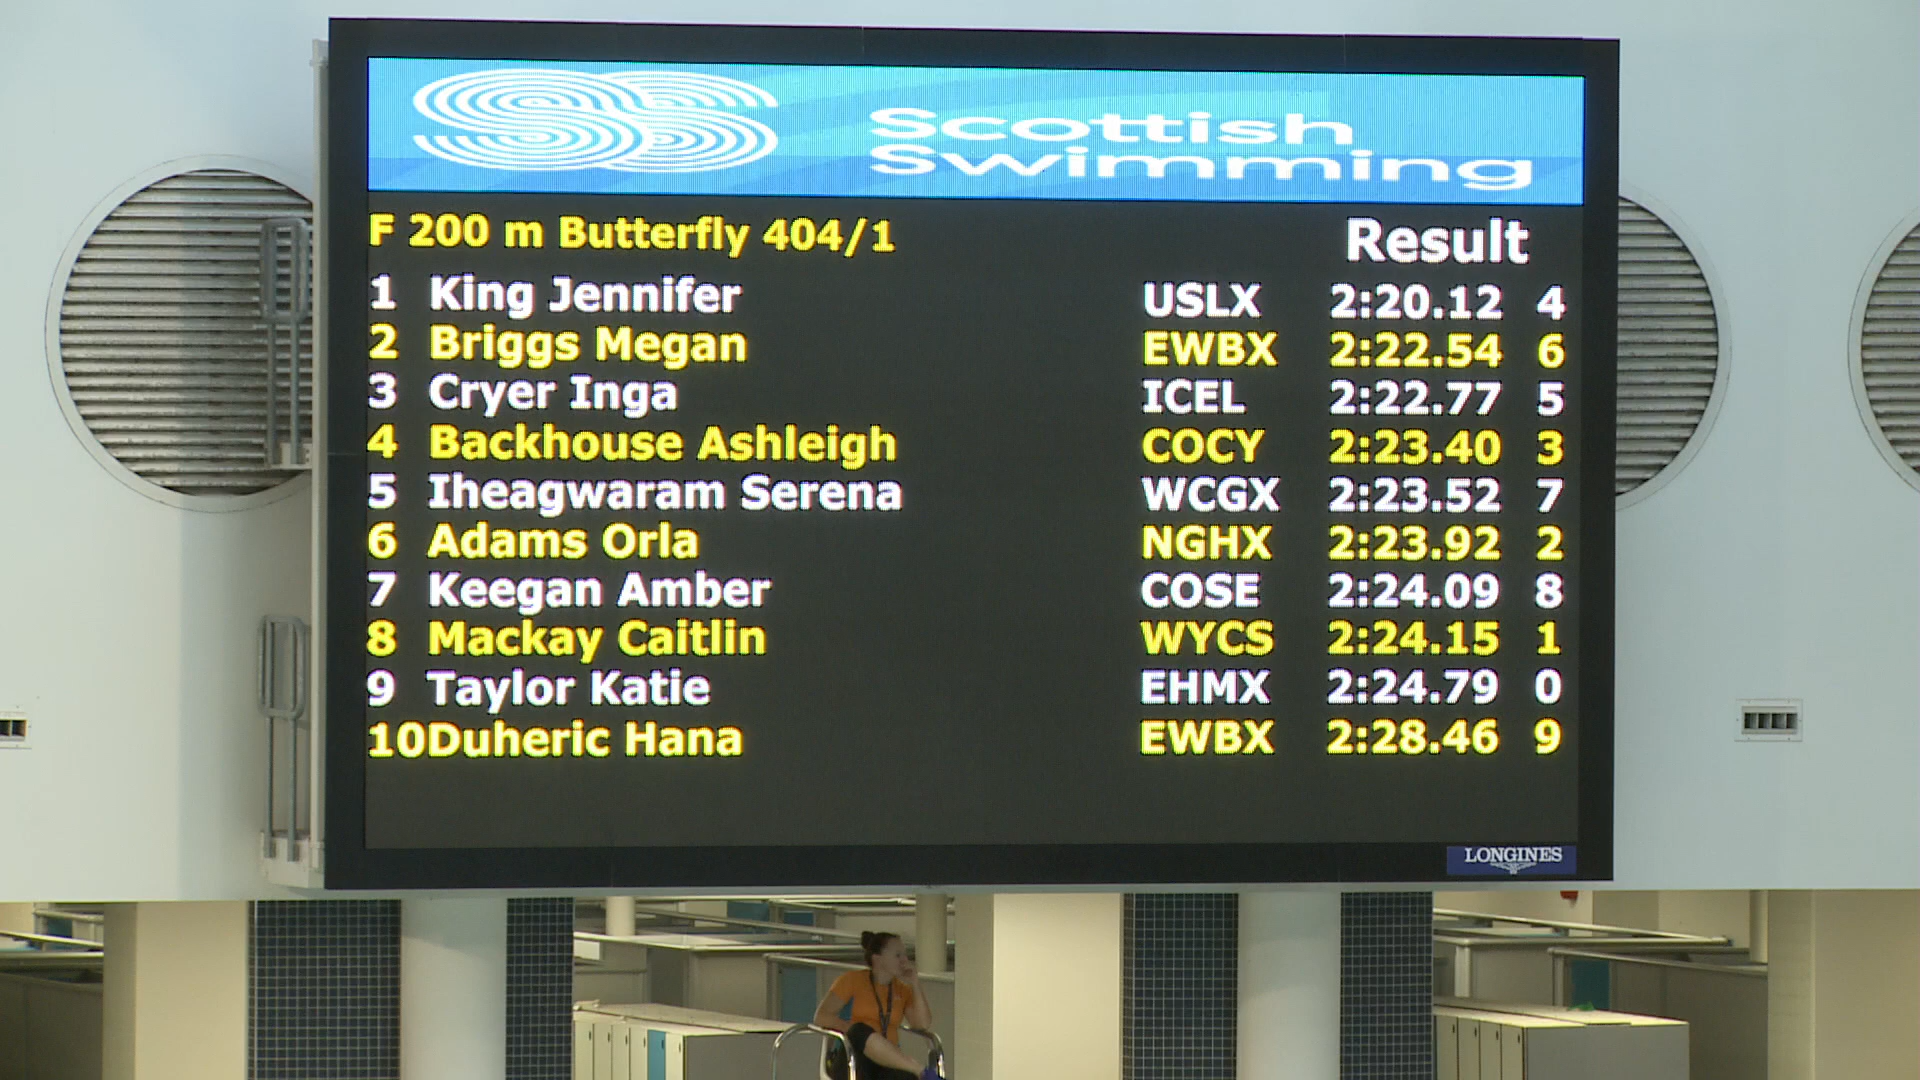 Scottish
Swimming
F 200 m Butterfly 404/1 Result
1 King Jennifer USLX 2:20.12 4
2 Briggs Megan EWBX 2:22.54 6
3 Cryer Inga ICEL 2:22.77 5
4 Backhouse Ashleigh COCY 2:23.40 3
5 Iheagwaram Serena WCGX 2:23.52 7
6 Adams Orla NGHX 2:23.92 2
7 Keegan Amber COSE 2:24.09 8
8 Mackay Caitlin WYCS 2:24.15 1
9 Taylor Katie EHMX 2:24.79 0
10Duheric Hana EWBX 2:28.46 9
LONGINES